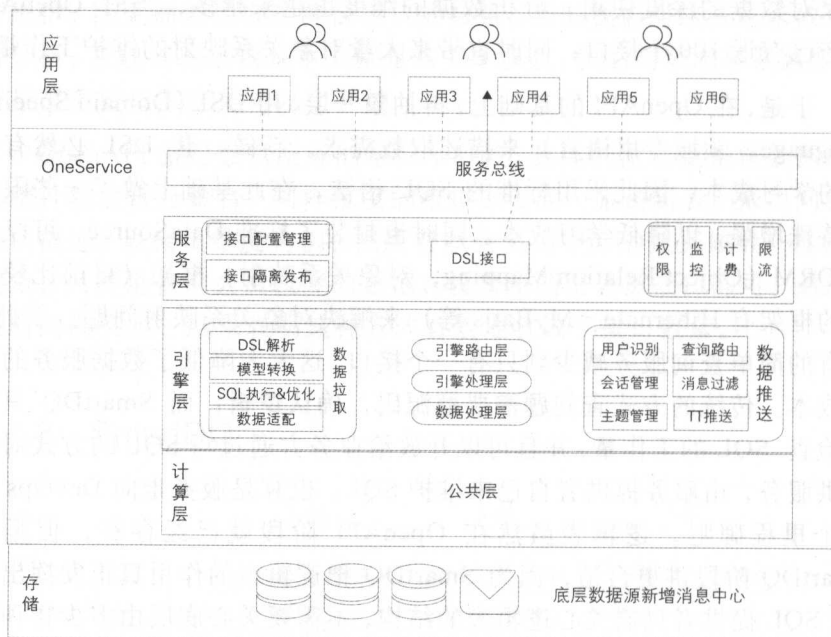 应用层
应用1
应用2
应用3
应用4
应用5
应用6
OneService
服务总线
服务层
接口配置管理
接口隔离发布
DSL接口
权限
监控
计费
限流
引擎层
DSL解析
模型转换
SQL执行&优化
数据适配
数据拉取
引擎路由层
引擎处理层
数据处理层
用户识别
查询路由
会话管理
消息过滤
主题管理
TT推送
数据推送
计算层
公共层
存储
底层数据源新增消息中心